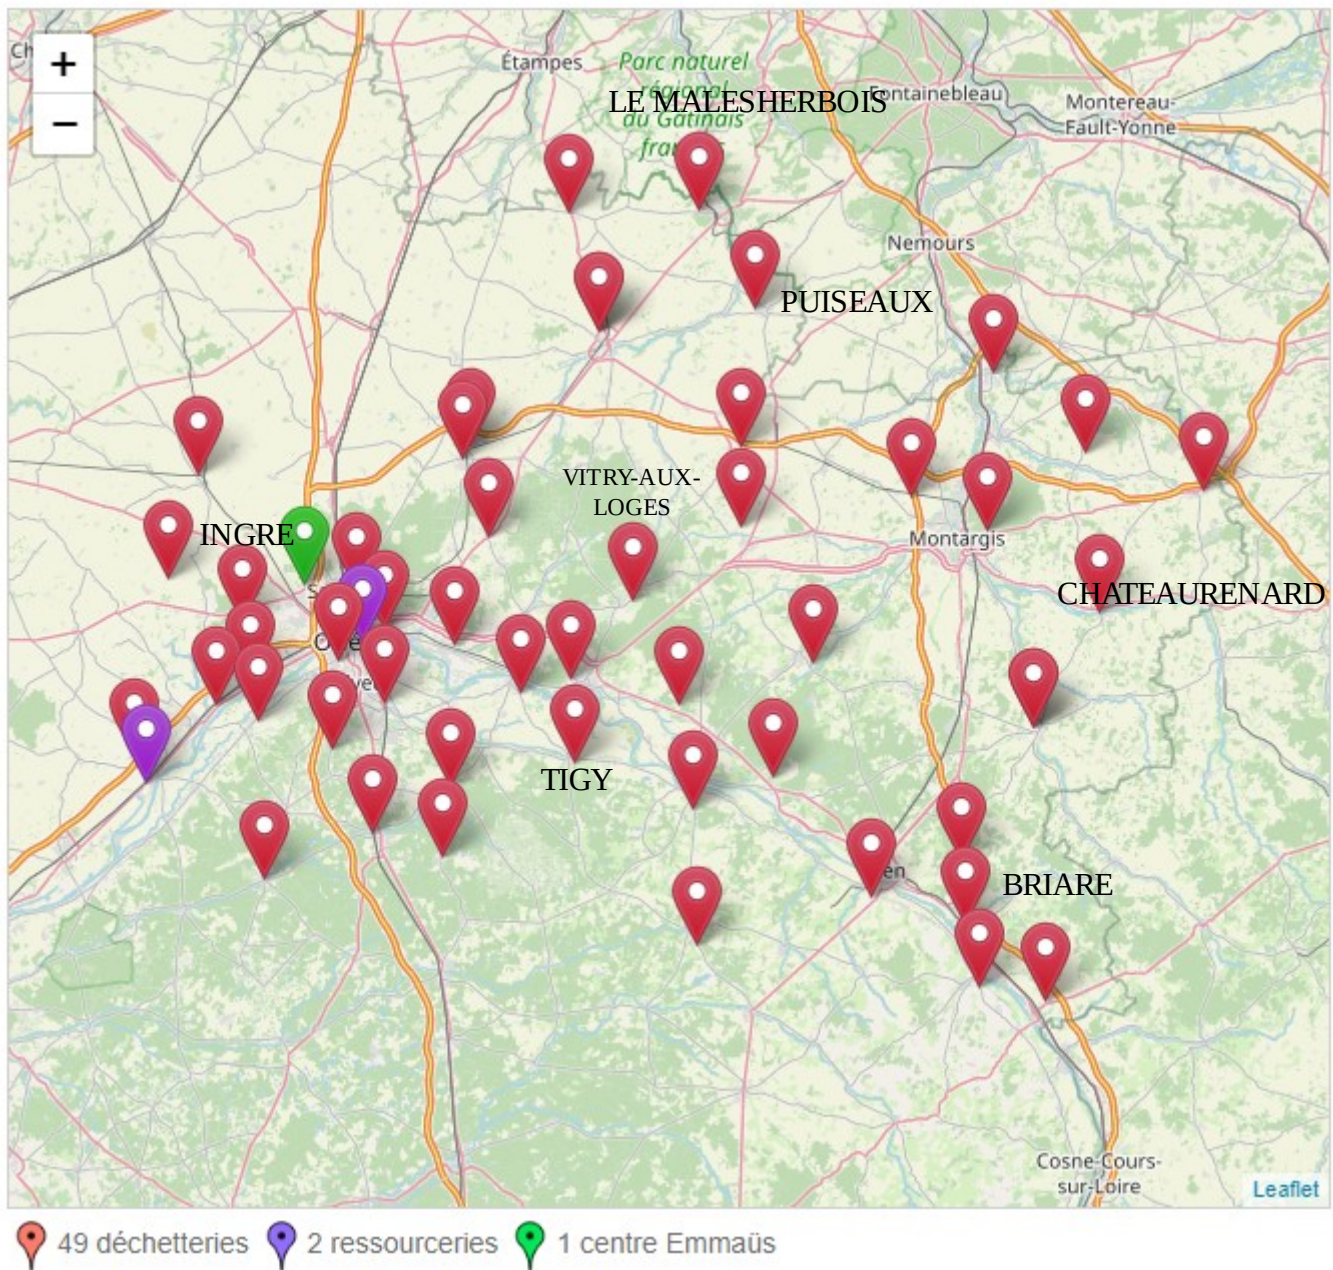 +
−
Ch
Étampes
Parc naturel
régional
du Gâtinais
LE MALESHERBOIS
Fontainebleau
Montereau-
Fault-Yonne
Nemours
PUISEAUX
VITRY-AUX-
LOGES
INGRE
Montargis
CHATEAURENARD
TIGY
BRIARE
Cosne-Cours-
sur-Loire
Leaflet
49 déchetteries 2 ressourceries 1 centre Emmaüs